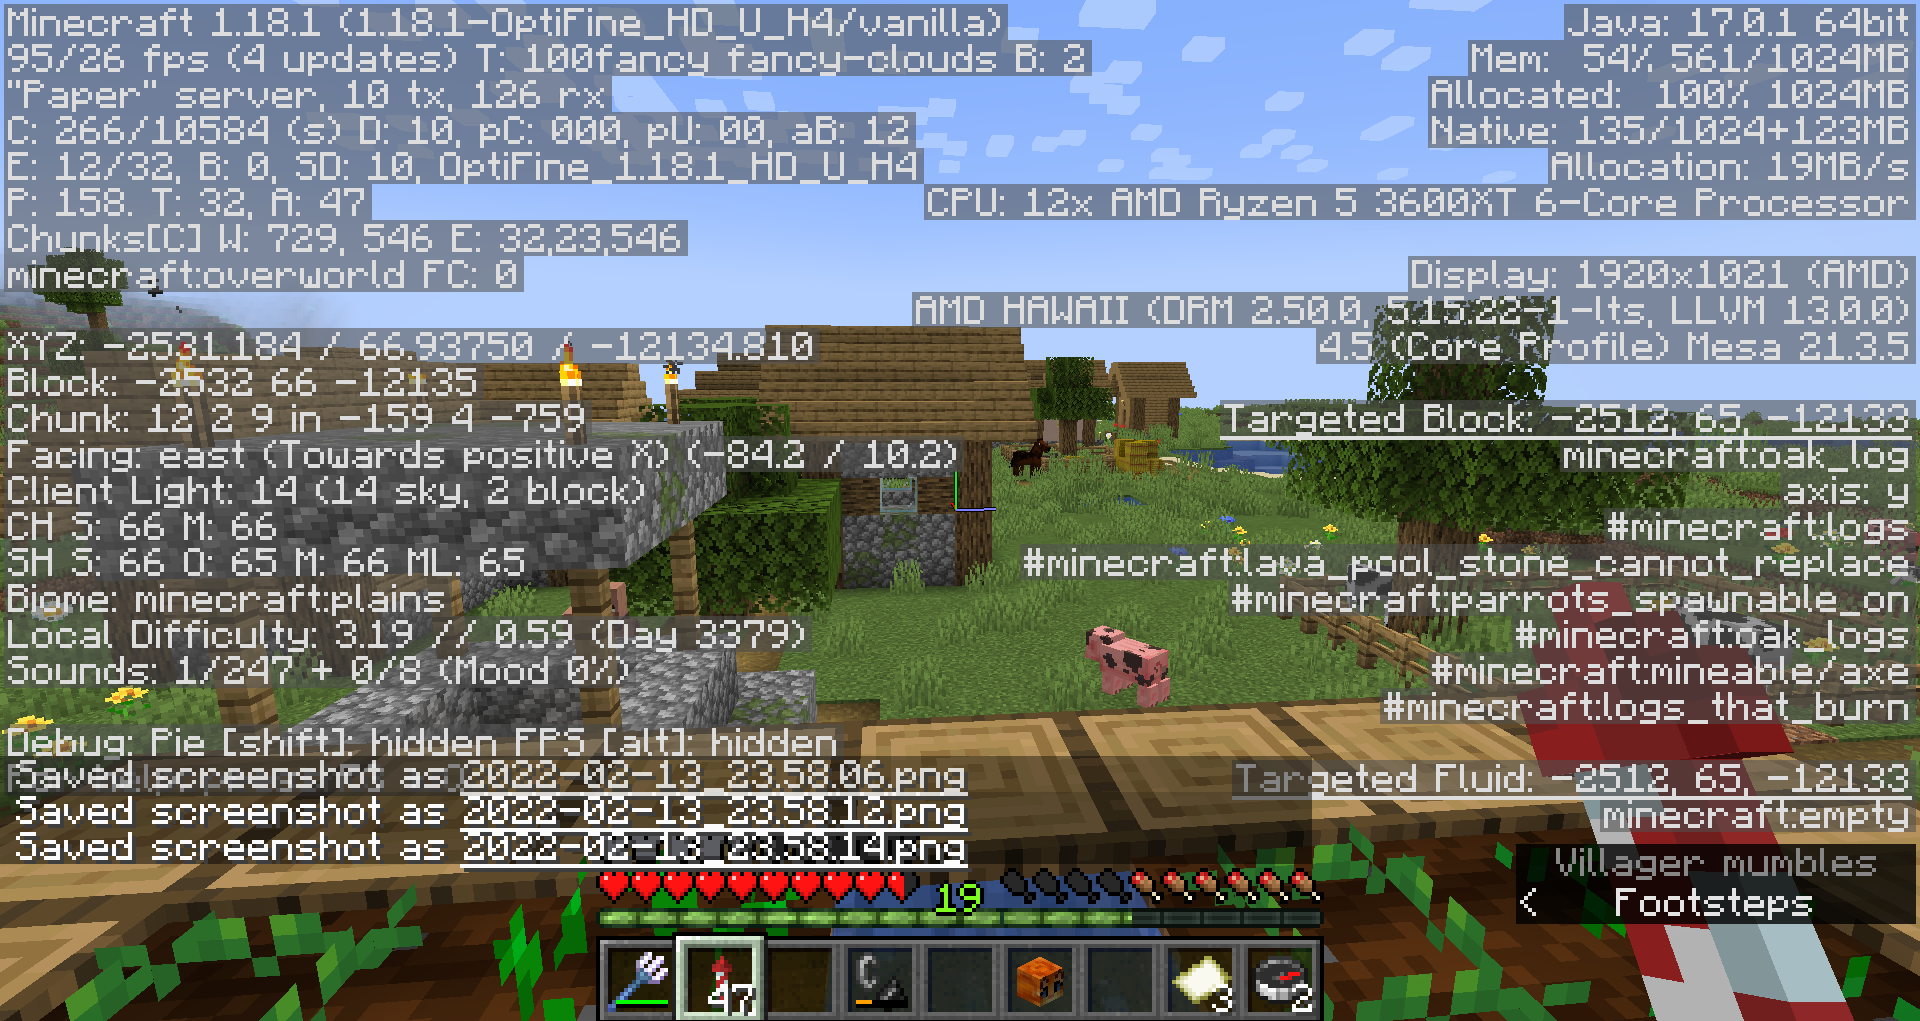 Minecraft 1.18.1 (1.18.1-OptiFine_HD_U_H4/vanilla)
95/26 fps (4 updates) T: 100fancy fancy-clouds B: 2
"Paper" server, 10 tx, 126 rx
C: 266/10584 (s) D: 10, pC: 000, pU: 00, aB: 12
E: 12/32, B: 0, SD: 10, OptiFine_1.18.1_HD_U_H4
P: 158. T: 32, A: 47
Chunks[C] W: 729, 546 E: 32,23,546
minecraft:overworld FC: 0
XYZ: -2531.184 / 66.93750 / -12134.810
Block: -2532 66 -12135
Chunk: 12 2 9 in -159 4 -759
Facing: east (Towards positive X) (-84.2 / 10.2)
Client Light: 14 (14 sky, 2 block)
CH S: 66 M: 66
SH S: 66 O: 65 M: 66 ML: 65
Biome: minecraft:plains
Local Difficulty: 3.19 // 0.59 (Day 3379)
Sounds: 1/247 + 0/8 (Mood 0%)
Debug: Pie [shift]: hidden FPS [alt]: hidden
Saved screenshot as 2022-02-13_23.58.06.png
Saved screenshot as 2022-02-13_23.58.12.png
Saved screenshot as 2022-02-13_23.58.14.png
Java: 17.0.1 64bit
Mem: 54% 561/1024MB
Allocated: 100% 1024MB
Native: 135/1024+123MB
Allocation: 19MB/s
CPU: 12x AMD Ryzen 5 3600XT 6-Core Processor
Display: 1920x1021 (AMD)
AMD HAWAII (DRM 2.50.0, 5.15.22-1-lts, LLVM 13.0.0)
4.5 (Core Profile) Mesa 21.3.5
Targeted Block: -2512, 65, -12133
minecraft:oak_log
axis: y
#minecraft:logs
#minecraft:lava_pool_stone_cannot_replace
#minecraft:parrots_spawnable_on
#minecraft:oak_logs
#minecraft:mineable/axe
#minecraft:logs_that_burn
Targeted Fluid: -2512, 65, -12133
minecraft:empty
Villager mumbles
< Footsteps
19
47
3
2